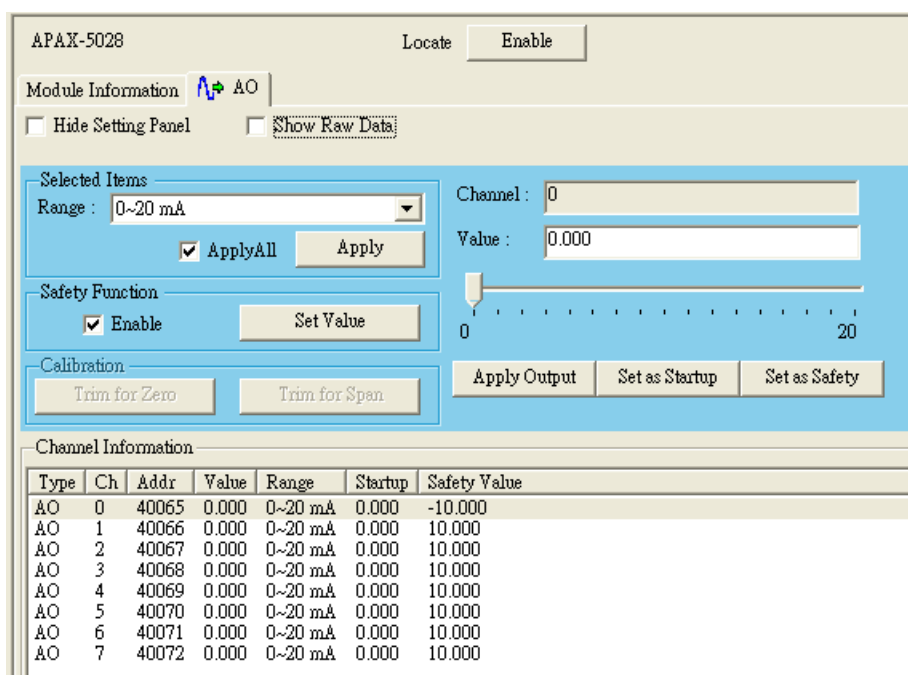 APAX-5028 Locate Enable
Module Information AO
Hide Setting Panel Show Raw Data
Selected Items
Range : 0~20 mA
ApplyAll Apply
Channel : 0
Value : 0.000
0 20
Safety Function
Enable Set Value
Calibration
Trim for Zero Trim for Span
Apply Output Set as Startup Set as Safety
Channel Information
Type Ch Addr Value Range Startup Safety Value
AO 0 40065 0.000 0~20 mA 0.000 -10.000
AO 1 40066 0.000 0~20 mA 0.000 10.000
AO 2 40067 0.000 0~20 mA 0.000 10.000
AO 3 40068 0.000 0~20 mA 0.000 10.000
AO 4 40069 0.000 0~20 mA 0.000 10.000
AO 5 40070 0.000 0~20 mA 0.000 10.000
AO 6 40071 0.000 0~20 mA 0.000 10.000
AO 7 40072 0.000 0~20 mA 0.000 10.000